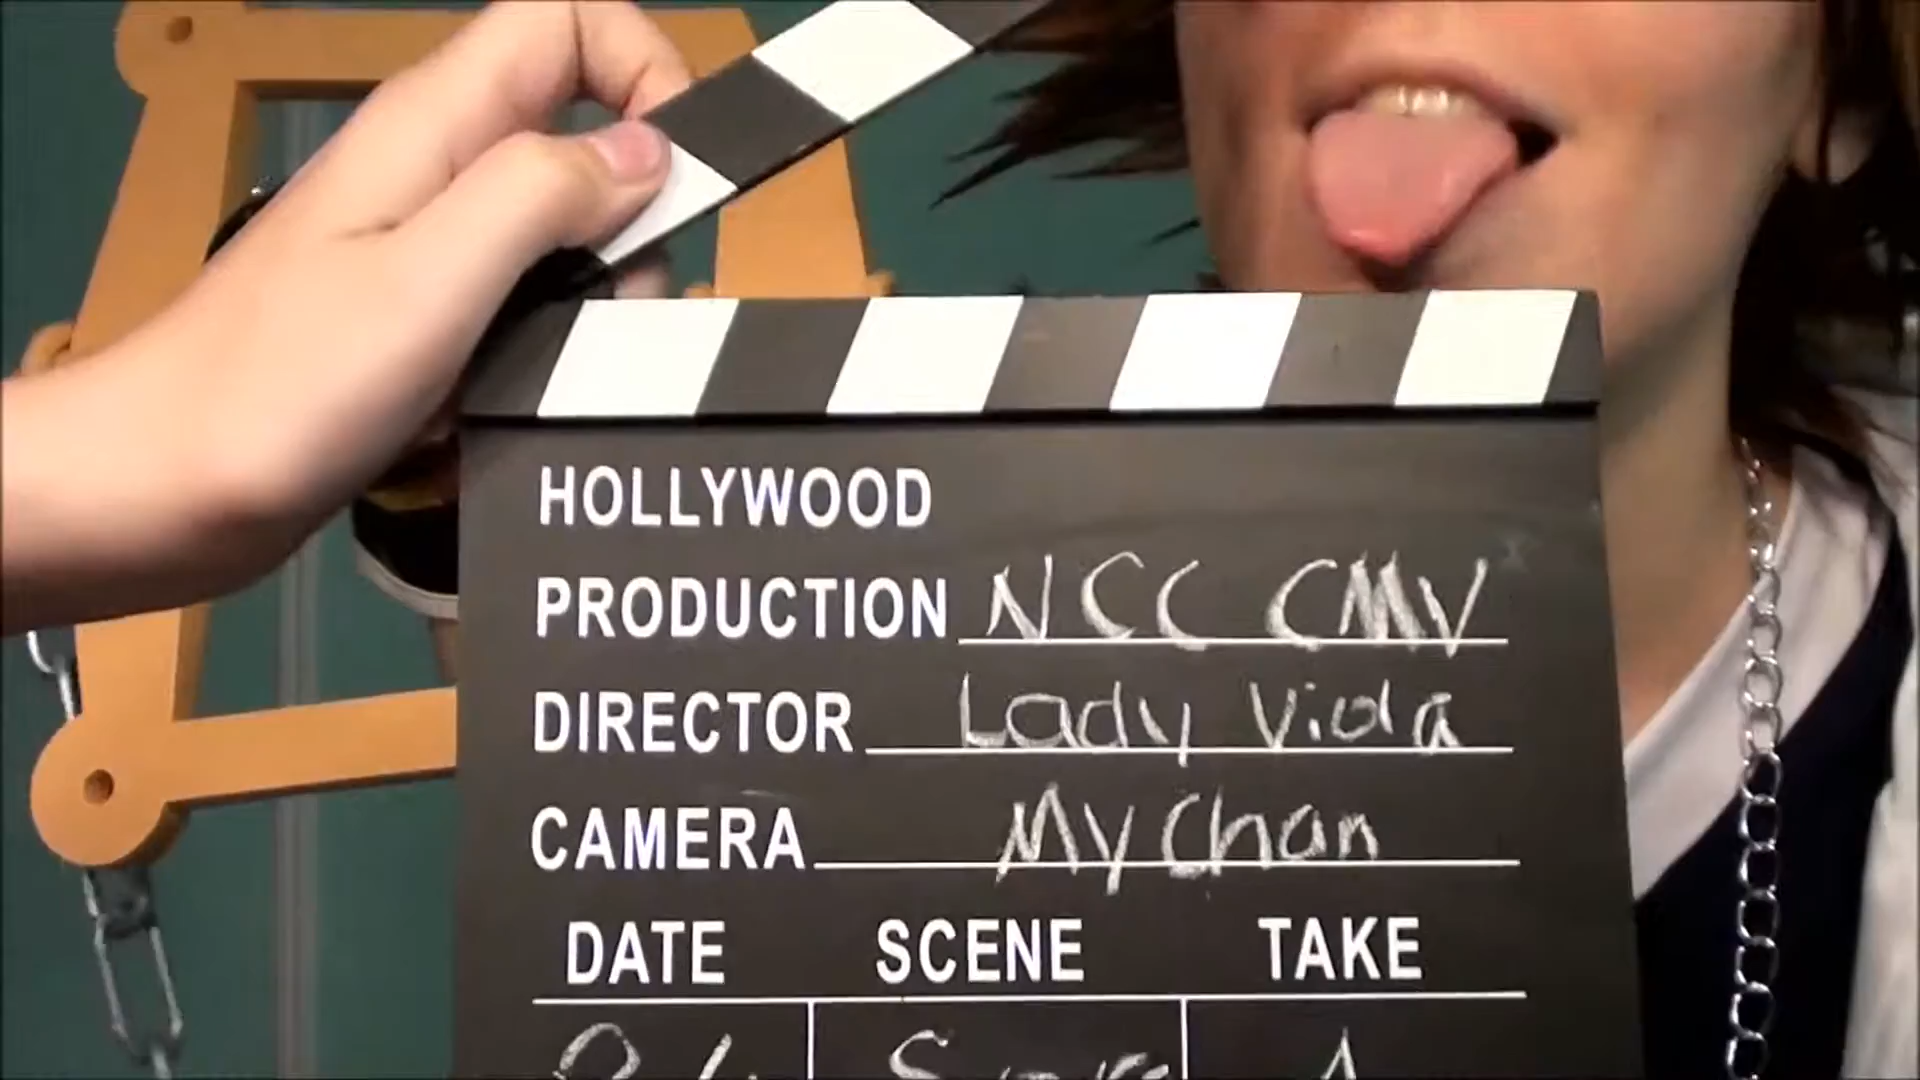 HOLLYWOOD
PRODUCTION NCC CMV
DIRECTOR Lady Viola
CAMERA MyChan
DATE SCENE TAKE